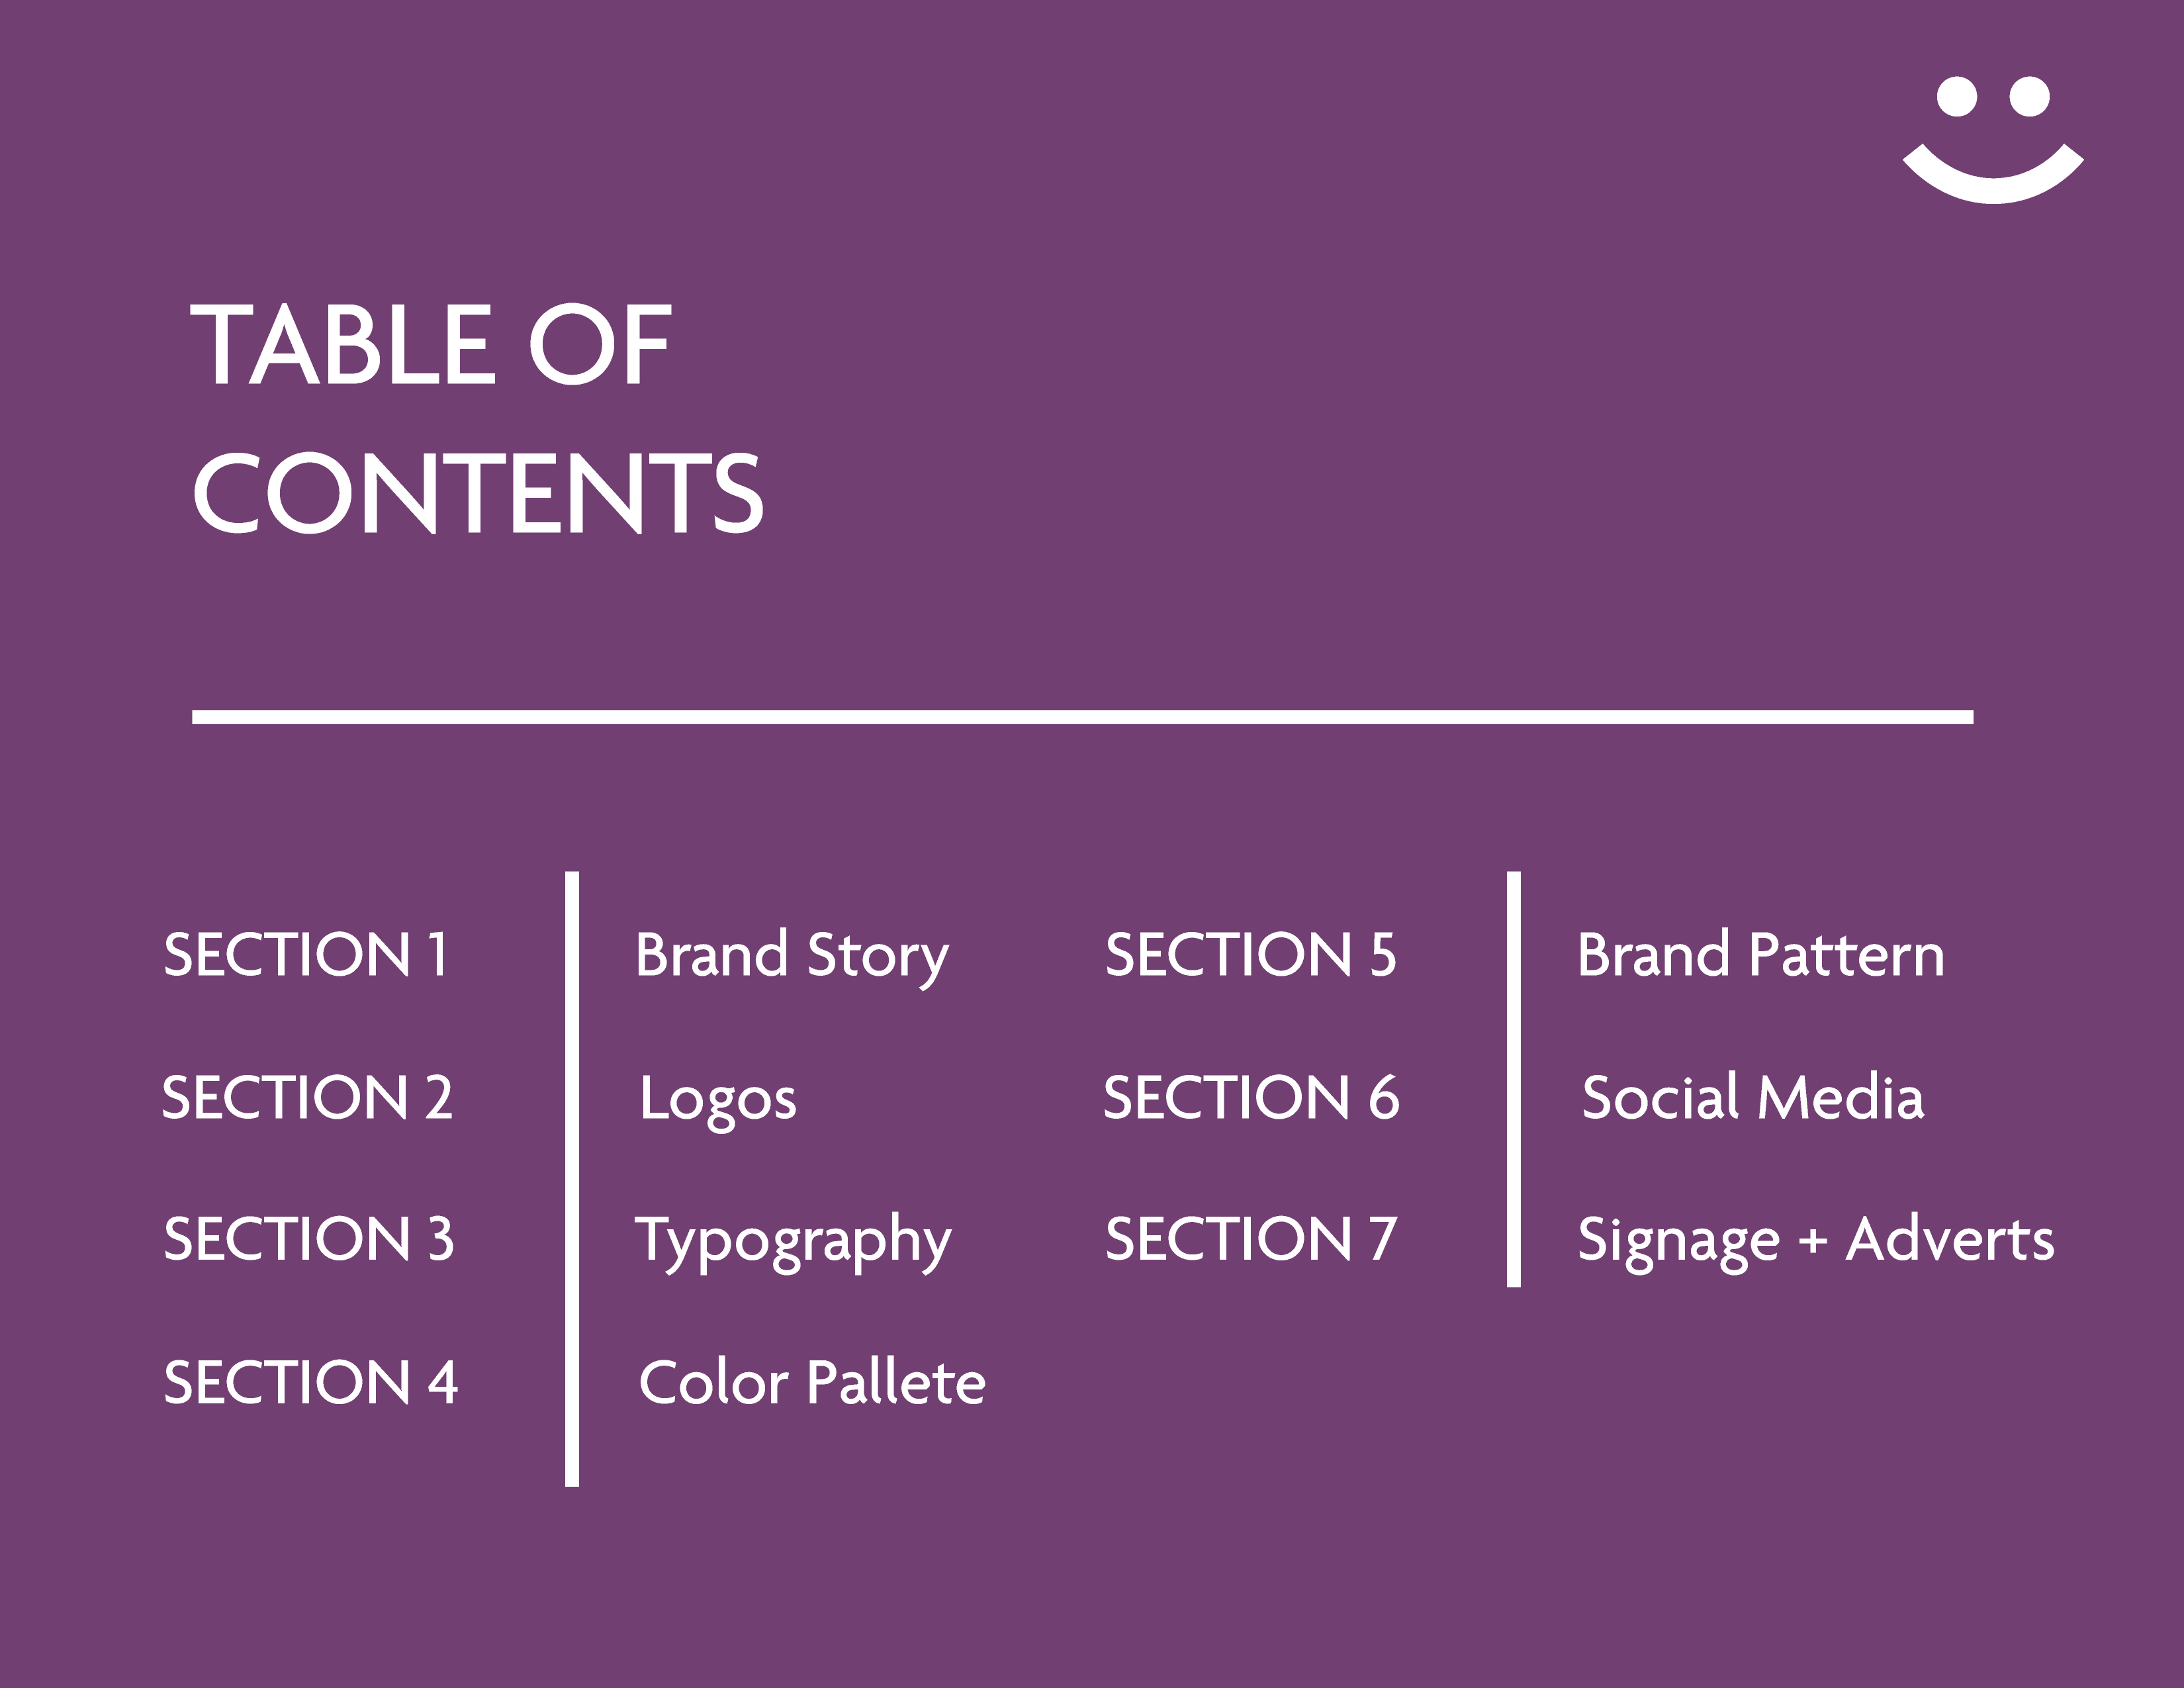 TABLE OF
CONTENTS
SECTION 1 Brand Story
SECTION 2 Logos
SECTION 3 Typography
SECTION 4 Color Pallete
SECTION 5 Brand Pattern
SECTION 6 Social Media
SECTION 7 Signage + Adverts